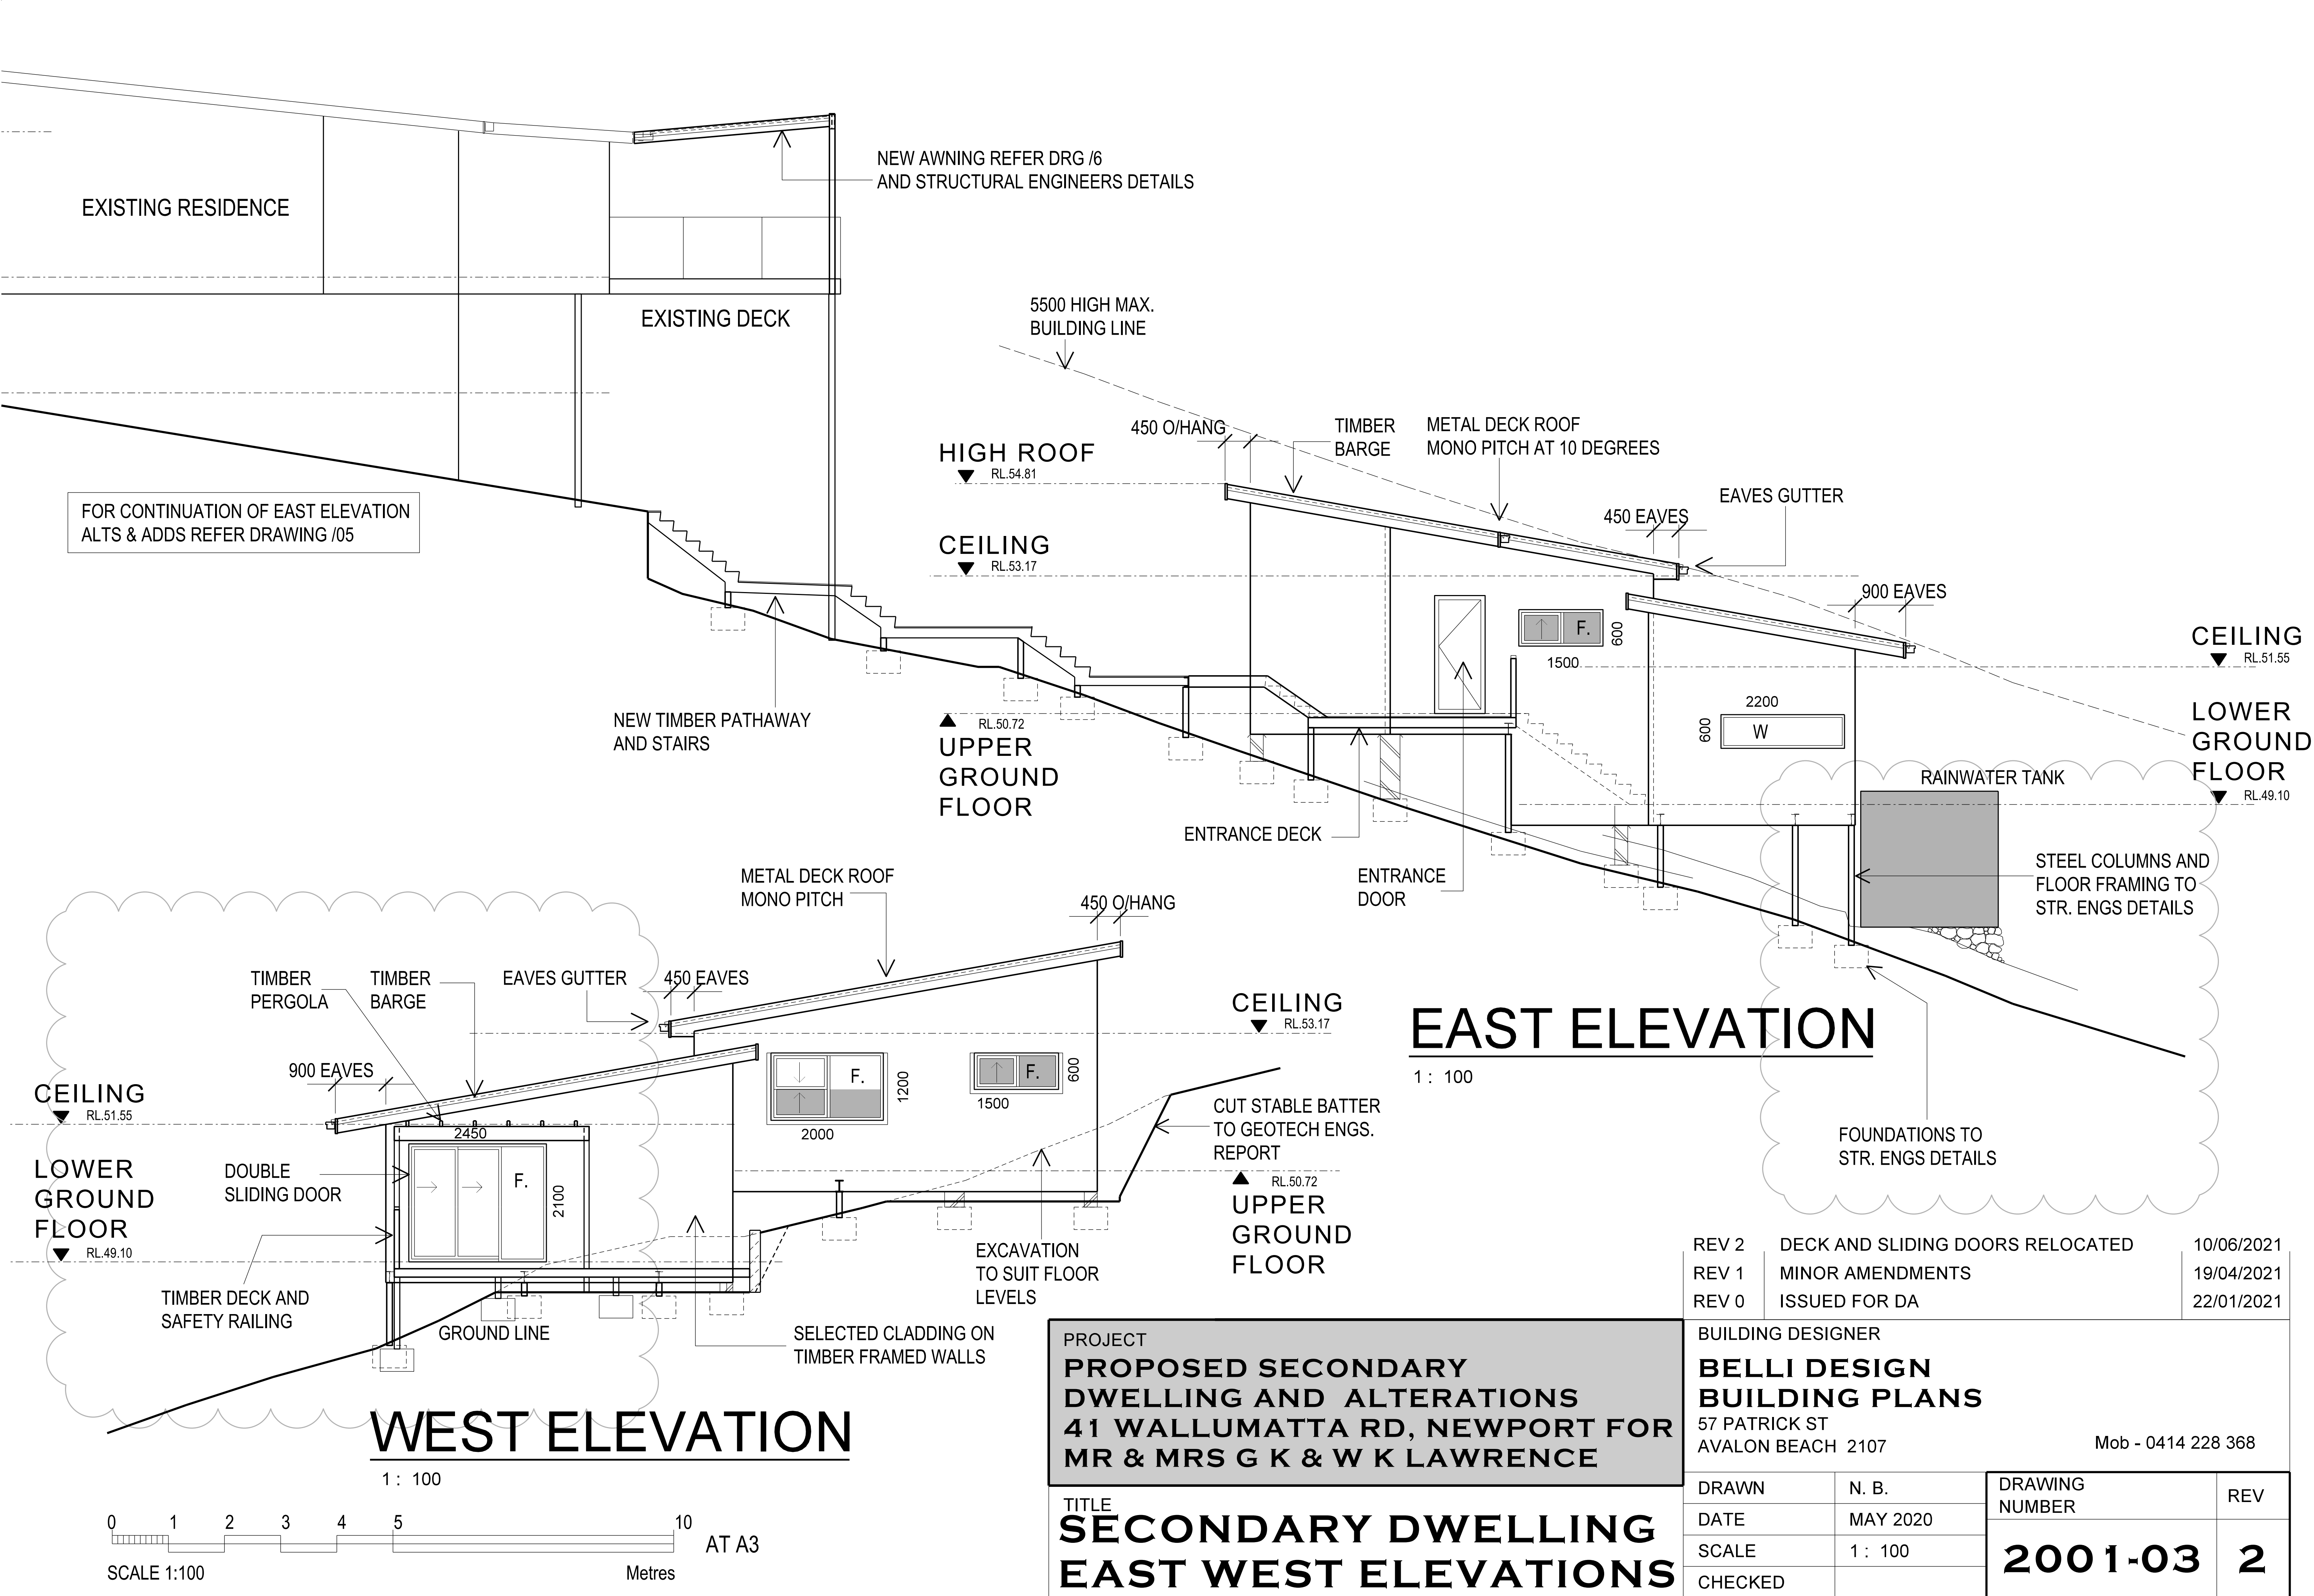 EXISTING RESIDENCE
NEW AWNING REFER DRG /6
AND STRUCTURAL ENGINEERS DETAILS
EXISTING DECK
FOR CONTINUATION OF EAST ELEVATION
ALTS & ADDS REFER DRAWING /05
5500 HIGH MAX.
BUILDING LINE
450 O/HANG
TIMBER
BARGE
METAL DECK ROOF
MONO PITCH AT 10 DEGREES
HIGH ROOF
RL.54.81
EAVES GUTTER
450 EAVES
CEILING
RL.53.17
900 EAVES
F.
600
1500
CEILING
RL.51.55
2200
600
W
LOWER
GROUND
FLOOR
RL.49.10
RAINWATER TANK
NEW TIMBER PATHAWAY
AND STAIRS
RL.50.72
UPPER
GROUND
FLOOR
ENTRANCE DECK
ENTRANCE
DOOR
STEEL COLUMNS AND
FLOOR FRAMING TO
STR. ENGS DETAILS
EAST ELEVATION
1 : 100
FOUNDATIONS TO
STR. ENGS DETAILS
METAL DECK ROOF
MONO PITCH
450 O/HANG
TIMBER
PERGOLA
TIMBER
BARGE
EAVES GUTTER
450 EAVES
CEILING
RL.53.17
900 EAVES
F.
1200
2000
F.
600
1500
CEILING
RL.51.55
2450
CUT STABLE BATTER
TO GEOTECH ENGS.
REPORT
LOWER
GROUND
FLOOR
RL.49.10
DOUBLE
SLIDING DOOR
F.
2100
RL.50.72
UPPER
GROUND
FLOOR
EXCAVATION
TO SUIT FLOOR
LEVELS
TIMBER DECK AND
SAFETY RAILING
GROUND LINE
SELECTED CLADDING ON
TIMBER FRAMED WALLS
WEST ELEVATION
1 : 100
0 1 2 3 4 5 10
AT A3
SCALE 1:100 Metres
REV 2 DECK AND SLIDING DOORS RELOCATED 10/06/2021
REV 1 MINOR AMENDMENTS 19/04/2021
REV 0 ISSUED FOR DA 22/01/2021
PROJECT
PROPOSED SECONDARY
DWELLING AND ALTERATIONS
41 WALLUMATTA RD, NEWPORT FOR
MR & MRS G K & W K LAWRENCE
TITLE
SECONDARY DWELLING
EAST WEST ELEVATIONS
BUILDING DESIGNER
BELLI DESIGN
BUILDING PLANS
57 PATRICK ST
AVALON BEACH 2107
Mob - 0414 228 368
DRAWN N. B.
DATE MAY 2020
SCALE 1 : 100
CHECKED
DRAWING
NUMBER
REV
2001-03
2